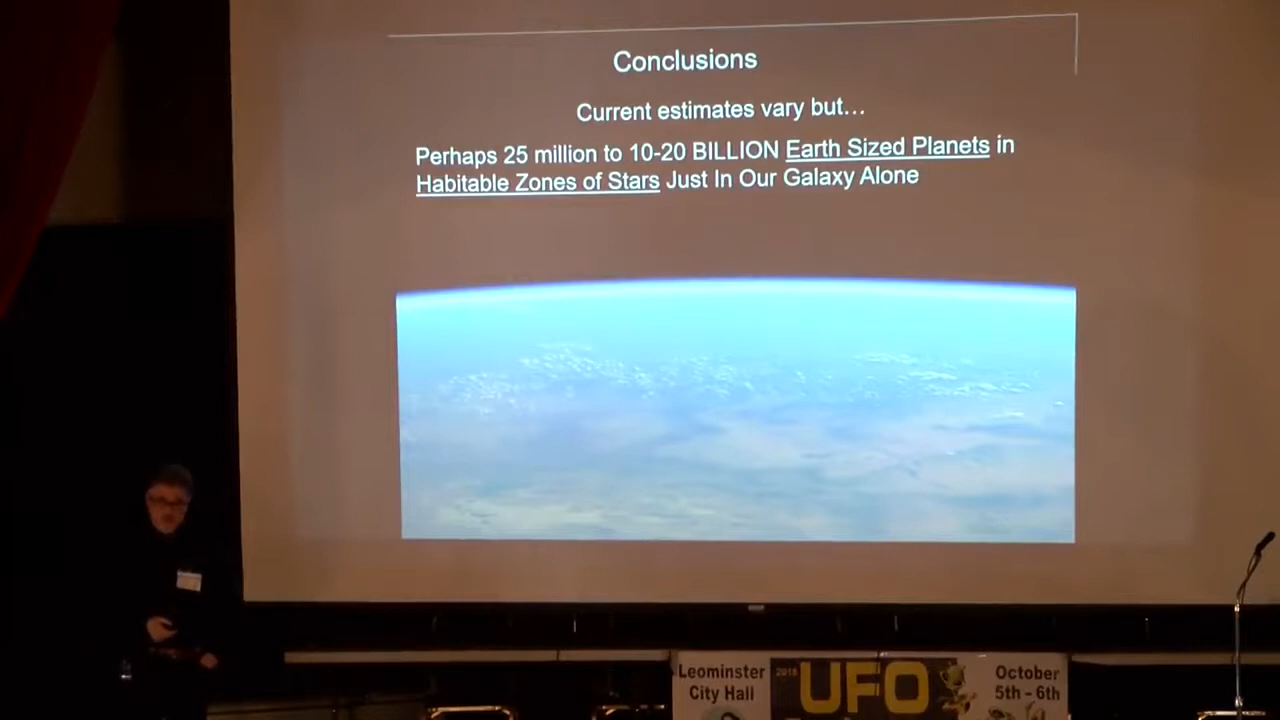 Conclusions
Current estimates vary but…
Perhaps 25 million to 10-20 BILLION Earth Sized Planets in
Habitable Zones of Stars Just In Our Galaxy Alone
Leominster
City Hall
UFO
October
5th - 6th